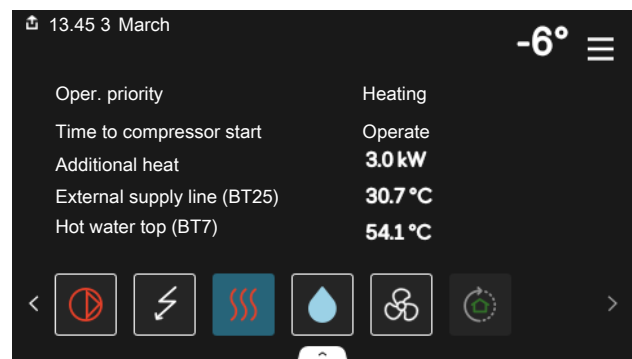 13.45 3 March
-6°
Oper. priority Heating
Time to compressor start Operate
Additional heat 3.0 kW
External supply line (BT25) 30.7 °C
Hot water top (BT7) 54.1 °C